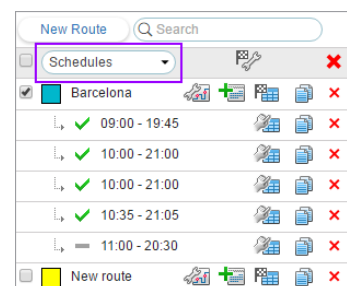 New Route Search
Schedules
Barcelona
09:00 - 19:45
10:00 - 21:00
10:00 - 21:00
10:35 - 21:05
11:00 - 20:30
New route